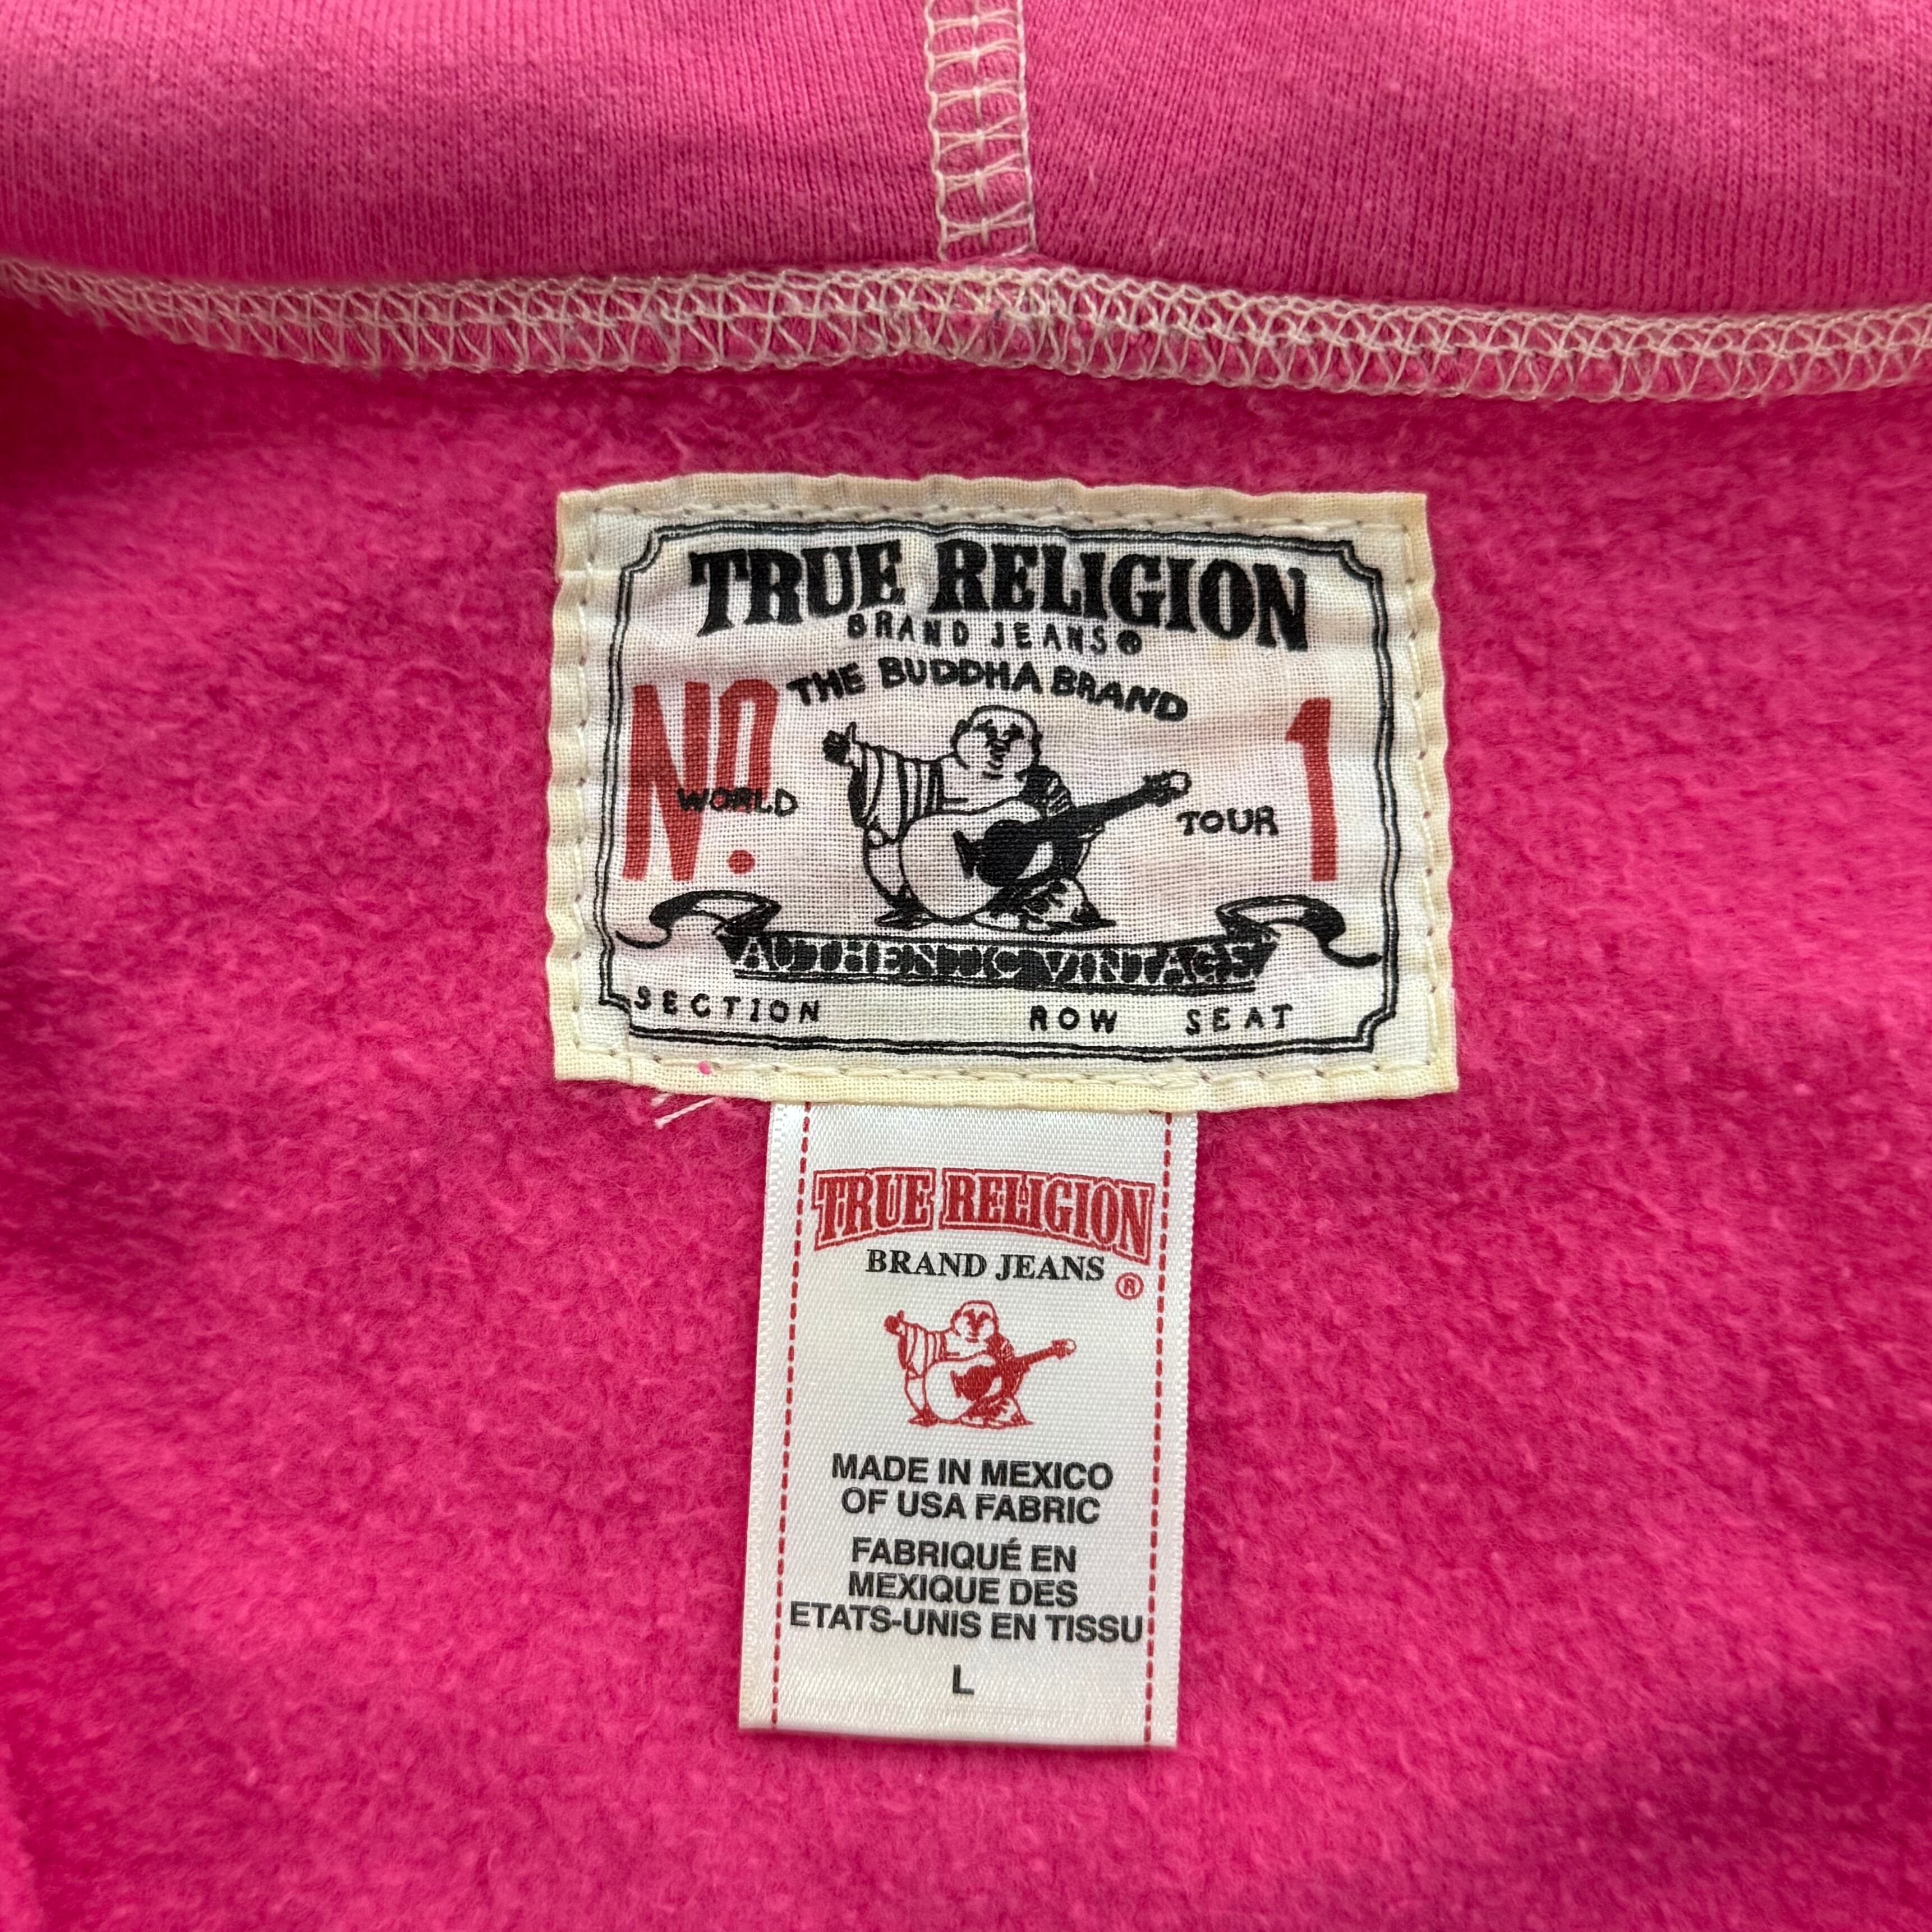 TRUE RELIGION
BRAND JEANS®
THE BUDDHA BRAND
No. 1
WORLD TOUR
AUTHENTIC VINTAGE
SECTION ROW SEAT
TRUE RELIGION
BRAND JEANS ®
MADE IN MEXICO
OF USA FABRIC
FABRIQUÉ EN
MEXIQUE DES
ETATS-UNIS EN TISSU
L